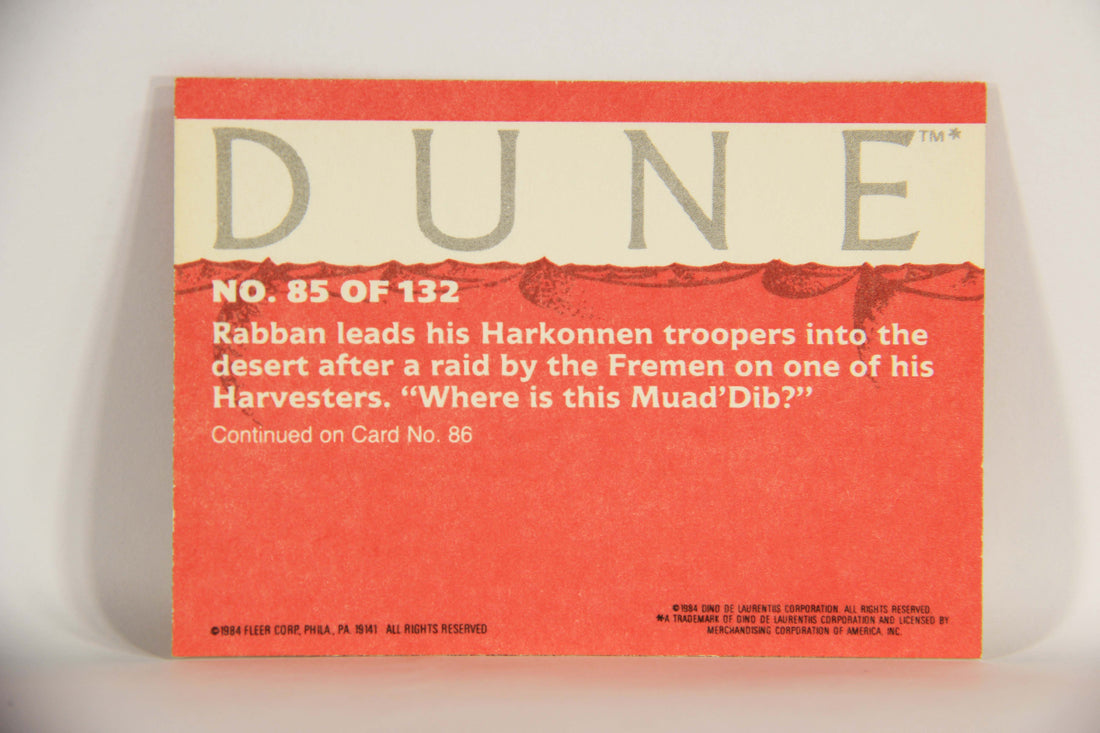 DUNE™*
NO. 85 OF 132
Rabban leads his Harkonnen troopers into the
desert after a raid by the Fremen on one of his
Harvesters. “Where is this Muad’Dib?”
Continued on Card No. 86
©1984 FLEER CORP., PHILA., PA. 19141 ALL RIGHTS RESERVED
©1984 DINO DE LAURENTIIS CORPORATION. ALL RIGHTS RESERVED.
*A TRADEMARK OF DINO DE LAURENTIIS CORPORATION AND LICENSED BY
MERCHANDISING CORPORATION OF AMERICA, INC.